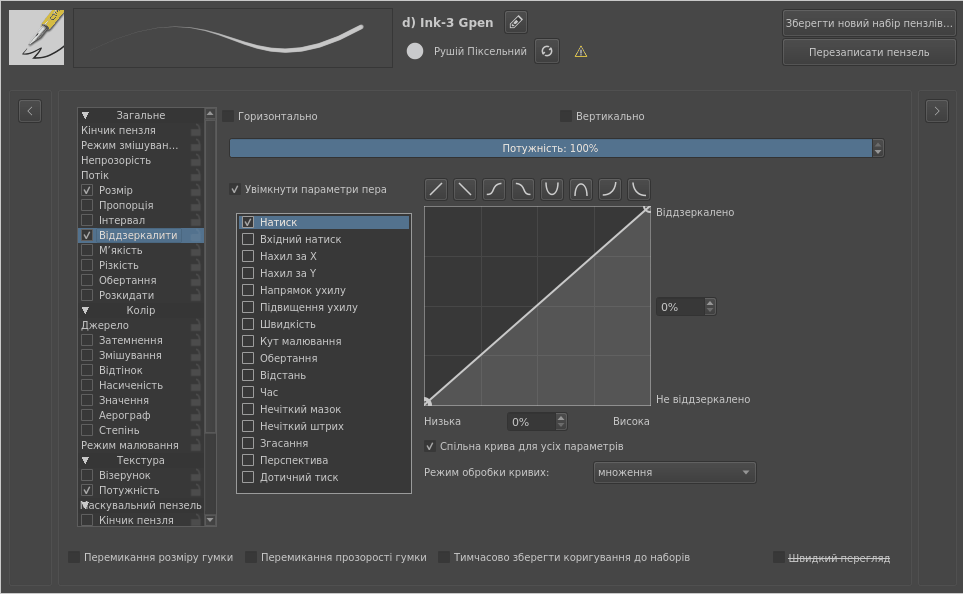 d) Ink-3 Gpen
Рушій Піксельний
Зберегти новий набір пензлів...
Перезаписати пензель
Загальне
Кінчик пензля
Режим змішуван...
Непрозорість
Потік
Розмір
Пропорція
Інтервал
Віддзеркалити
М'якість
Різкість
Обертання
Розкидати
Колір
Джерело
Затемнення
Змішування
Відтінок
Насиченість
Значення
Аерограф
Степінь
Режим малювання
Текстура
Візерунок
Потужність
Маскувальний пензель
Кінчик пензля
Горизонтально
Вертикально
Потужність: 100%
Увімкнути параметри пера
Натиск
Вхідний натиск
Нахил за X
Нахил за Y
Напрямок ухилу
Підвищення ухилу
Швидкість
Кут малювання
Обертання
Відстань
Час
Нечіткий мазок
Нечіткий штрих
Згасання
Перспектива
Дотичний тиск
Віддзеркалено
0%
Не віддзеркалено
Низька
0%
Висока
Спільна крива для усіх параметрів
Режим обробки кривих:
множення
Перемикання розміру гумки
Перемикання прозорості гумки
Тимчасово зберегти коригування до наборів
Швидкий перегляд